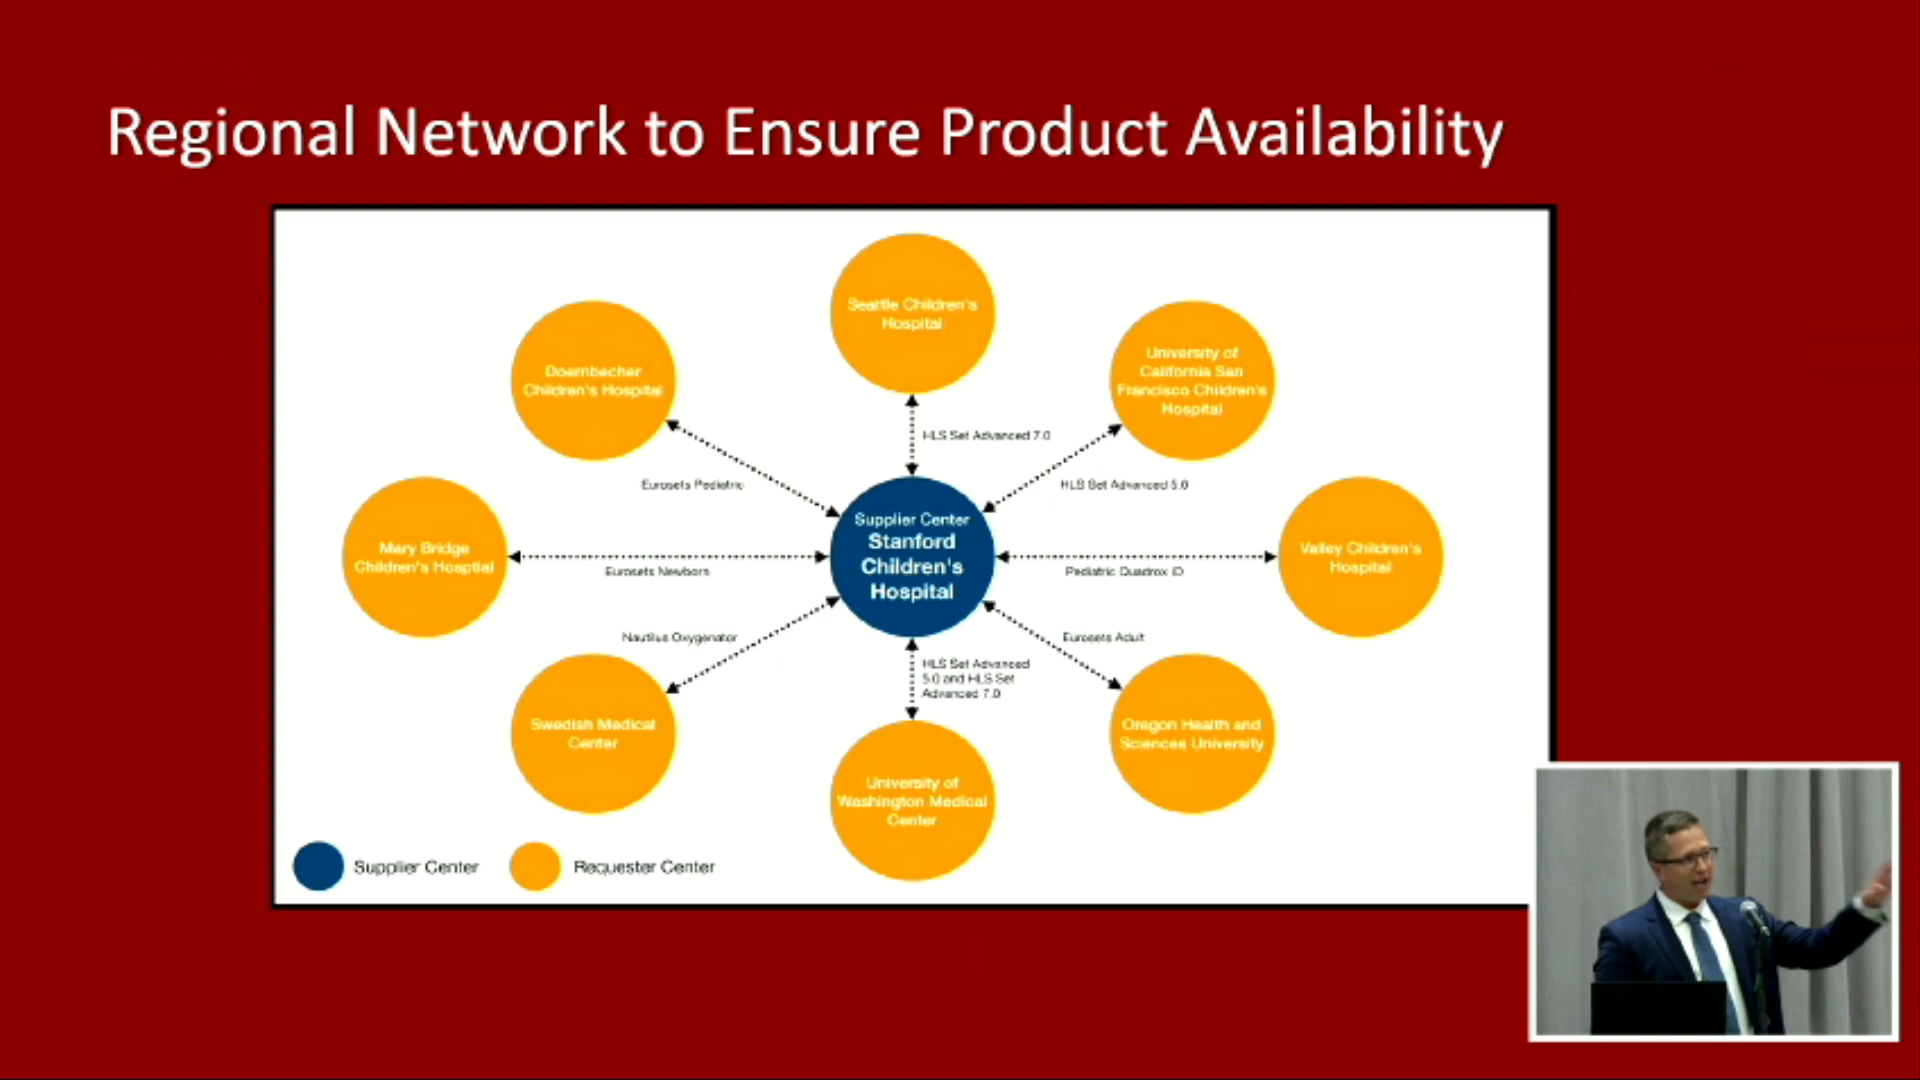 Regional Network to Ensure Product Availability
Seattle Children's
Hospital
Doernbecher
Children's Hospital
University of
California San
Francisco Children's
Hospital
HLS Set Advanced 7.0
Eurosets Pediatric
HLS Set Advanced 5.0
Supplier Center
Stanford
Children's
Hospital
Mary Bridge
Children's Hosptial
Valley Children's
Hospital
Eurosets Newborn
Pediatric Quadrox iD
Nautilus Oxygenator
Eurosets Adult
HLS Set Advanced
5.0 and HLS Set
Advanced 7.0
Swedish Medical
Center
Oregon Health and
Sciences University
University of
Washington Medical
Center
Supplier Center
Requester Center